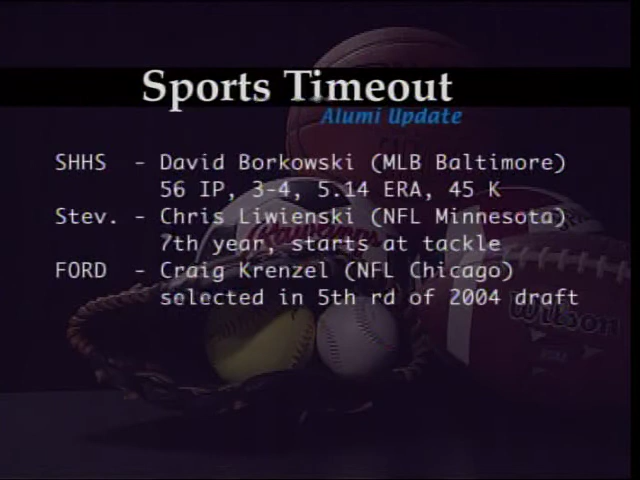 Sports Timeout
Alumi Update
SHHS - David Borkowski (MLB Baltimore)
56 IP, 3-4, 5.14 ERA, 45 K
Stev. - Chris Liwienski (NFL Minnesota)
7th year, starts at tackle
FORD - Craig Krenzel (NFL Chicago)
selected in 5th rd of 2004 draft
Rawlings
Wilson